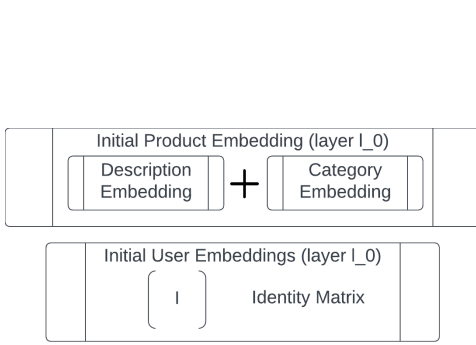 Initial Product Embedding (layer l_0)
Description
Embedding
+
Category
Embedding
Initial User Embeddings (layer l_0)
I
Identity Matrix